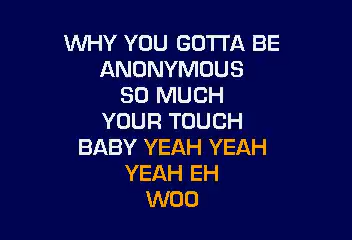 WHY YOU GOTTA BE
ANONYMOUS
SO MUCH
YOUR TOUCH
BABY YEAH YEAH
YEAH EH
WOO